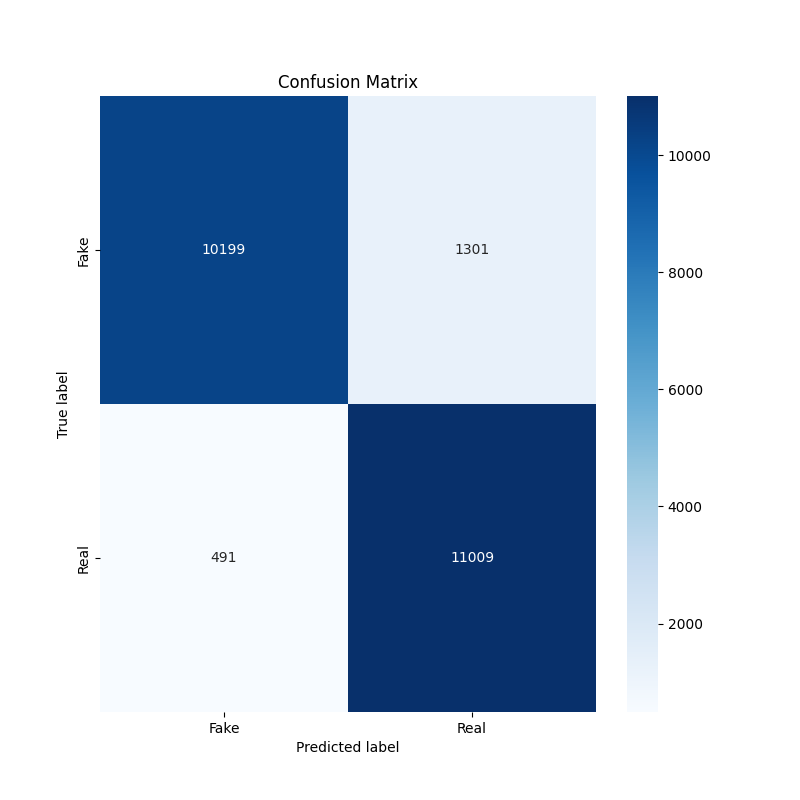 Confusion Matrix
Fake
10199
1301
10000
8000
6000
True label
4000
Real
491
11009
2000
Fake
Real
Predicted label